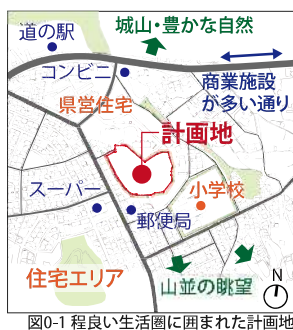 城山・豊かな自然
道の駅
コンビニ
商業施設
が多い通り
県営住宅
計画地
スーパー
小学校
郵便局
住宅エリア
山並の眺望
N
図0-1 程良い生活圏に囲まれた計画地